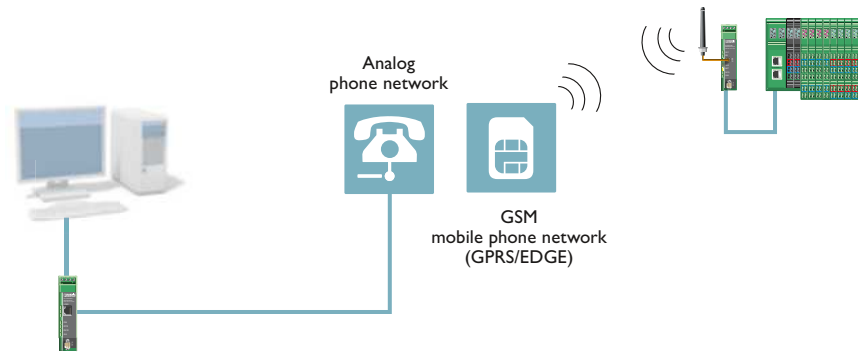 Analog
phone network
GSM
mobile phone network
(GPRS/EDGE)